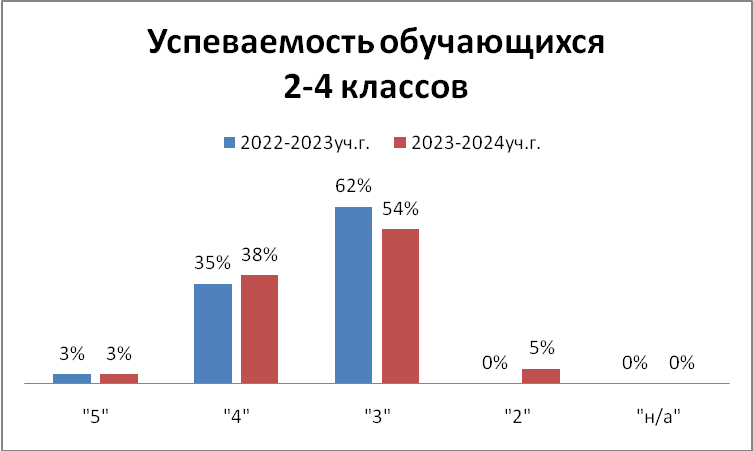 Успеваемость обучающихся
2-4 классов
2022-2023уч.г. 2023-2024уч.г.
62%
54%
35% 38%
3% 3% 0% 5% 0% 0%
"5" "4" "3" "2" "н/а"